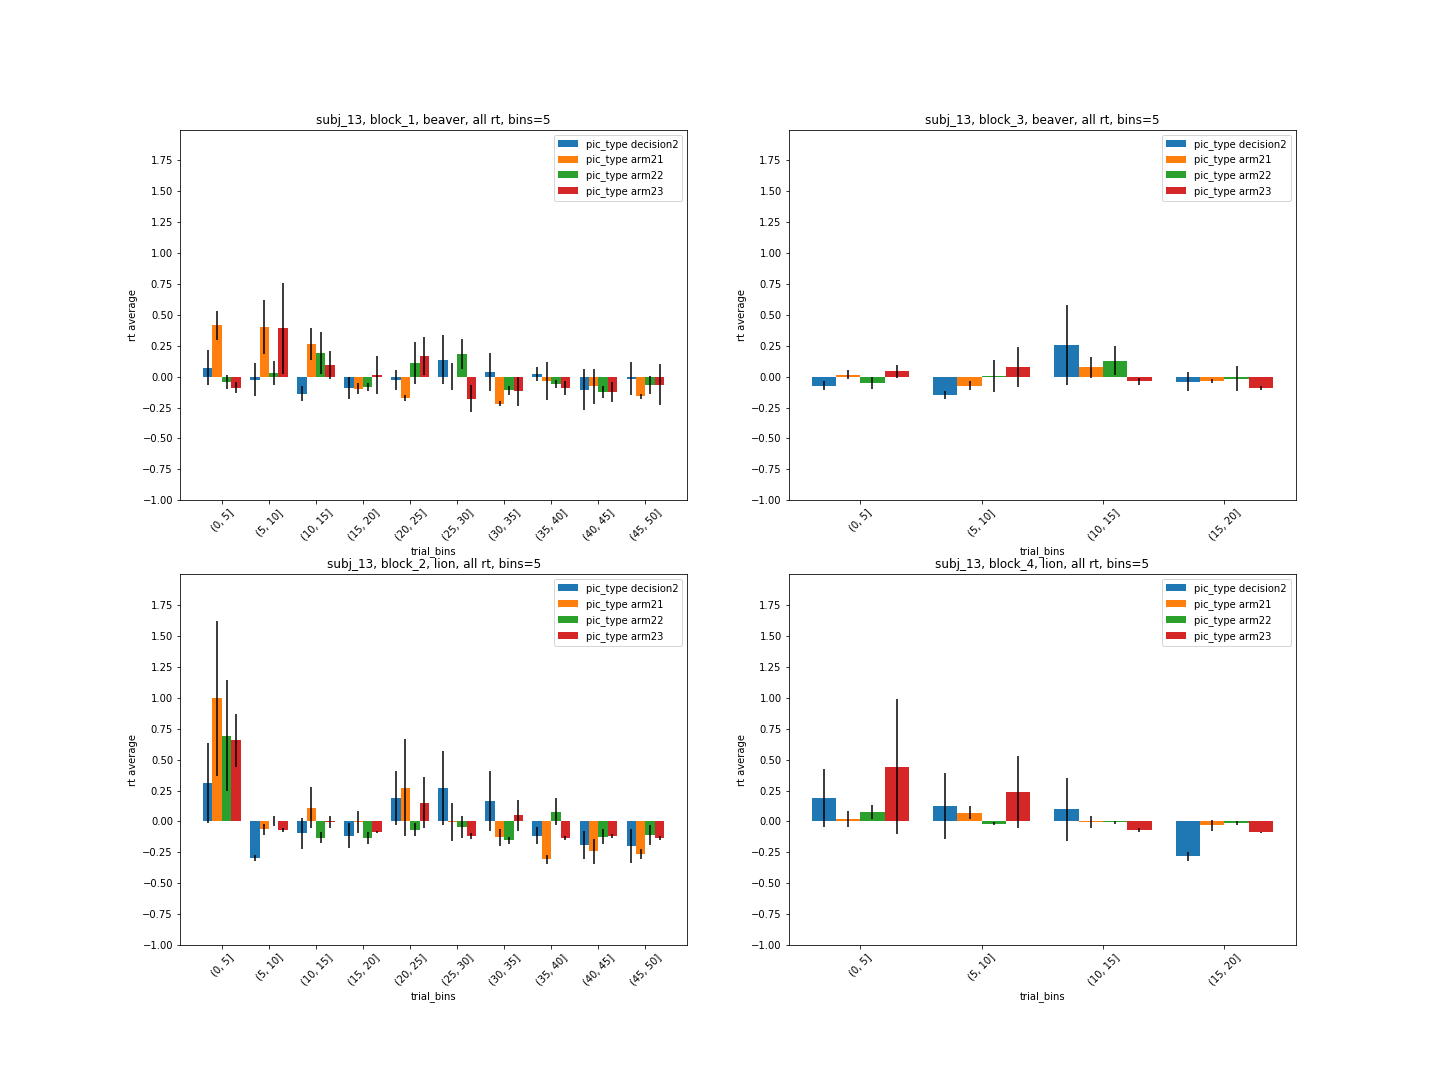 subj_13, block_1, beaver, all rt, bins=5
pic_type decision2
pic_type arm21
pic_type arm22
pic_type arm23
rt average
1.75
1.50
1.25
1.00
0.75
0.50
0.25
0.00
−0.25
−0.50
−0.75
−1.00
(0, 5]
(5, 10]
(10, 15]
(15, 20]
(20, 25]
(25, 30]
(30, 35]
(35, 40]
(40, 45]
(45, 50]
trial_bins
subj_13, block_3, beaver, all rt, bins=5
pic_type decision2
pic_type arm21
pic_type arm22
pic_type arm23
rt average
1.75
1.50
1.25
1.00
0.75
0.50
0.25
0.00
−0.25
−0.50
−0.75
−1.00
(0, 5]
(5, 10]
(10, 15]
(15, 20]
trial_bins
subj_13, block_2, lion, all rt, bins=5
pic_type decision2
pic_type arm21
pic_type arm22
pic_type arm23
rt average
1.75
1.50
1.25
1.00
0.75
0.50
0.25
0.00
−0.25
−0.50
−0.75
−1.00
(0, 5]
(5, 10]
(10, 15]
(15, 20]
(20, 25]
(25, 30]
(30, 35]
(35, 40]
(40, 45]
(45, 50]
trial_bins
subj_13, block_4, lion, all rt, bins=5
pic_type decision2
pic_type arm21
pic_type arm22
pic_type arm23
rt average
1.75
1.50
1.25
1.00
0.75
0.50
0.25
0.00
−0.25
−0.50
−0.75
−1.00
(0, 5]
(5, 10]
(10, 15]
(15, 20]
trial_bins